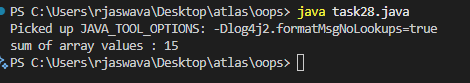 PS C:\Users\rjaswava\Desktop\atlas\oops> java task28.java
Picked up JAVA_TOOL_OPTIONS: -Dlog4j2.formatMsgNoLookups=true
sum of array values : 15
PS C:\Users\rjaswava\Desktop\atlas\oops>